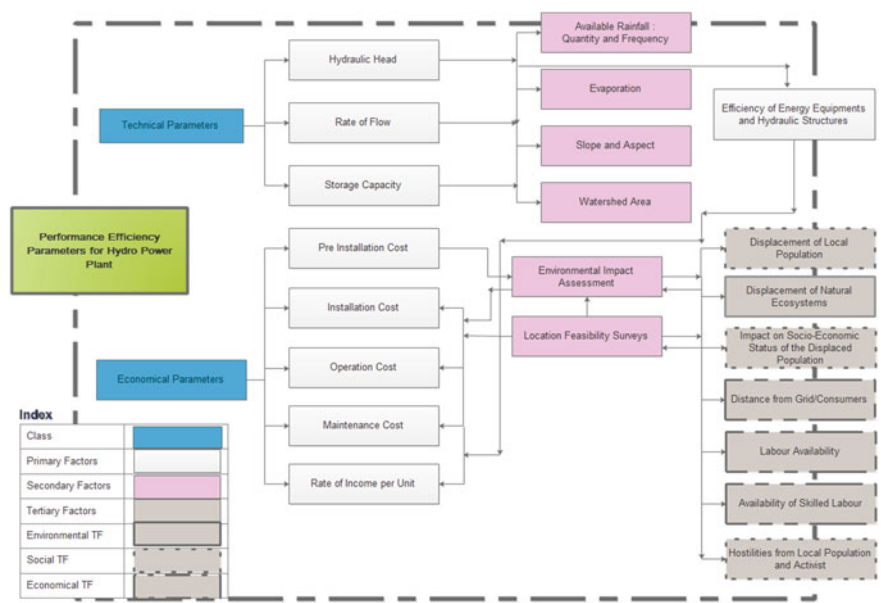 Available Rainfall :
Quantity and Frequency
Hydraulic Head
Evaporation
Efficiency of Energy Equipments
and Hydraulic Structures
Technical Parameters
Rate of Flow
Slope and Aspect
Storage Capacity
Watershed Area
Performance Efficiency
Parameters for Hydro Power
Plant
Pre Installation Cost
Environmental Impact
Assessment
Displacement of Local
Population
Installation Cost
Displacement of Natural
Ecosystems
Location Feasibility Surveys
Impact on Socio-Economic
Status of the Displaced
Population
Economical Parameters
Operation Cost
Distance from Grid/Consumers
Maintenance Cost
Labour Availability
Rate of Income per Unit
Availability of Skilled Labour
Hostilities from Local Population
and Activist
Index
Class
Primary Factors
Secondary Factors
Tertiary Factors
Environmental TF
Social TF
Economical TF